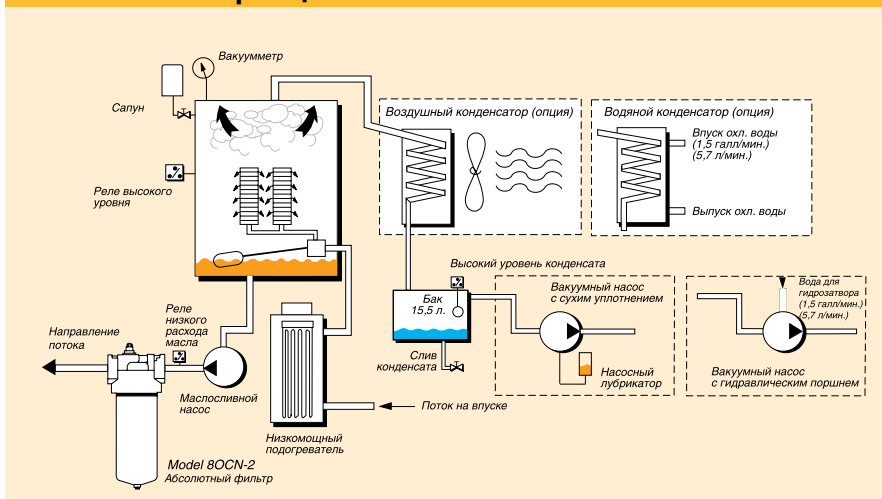 Вакуумметр
Сапун
Воздушный конденсатор (опция)
Водяной конденсатор (опция)
Впуск охл. воды
(1,5 галл/мин.)
(5,7 л/мин.)
Реле высокого
уровня
Выпуск охл. воды
Высокий уровень конденсата
Бак
15,5 л.
Вакуумный насос
с сухим уплотнением
Вода для
гидрозатвора
(1,5 галл/мин.)
(5,7 л/мин.)
Реле
низкого
расхода
масла
Направление
потока
Слив
конденсата
Насосный
лубрикатор
Вакуумный насос
с гидравлическим поршнем
Маслосливной
насос
Поток на впуске
Низкомощный
подогреватель
Model 8OCN-2
Абсолютный фильтр